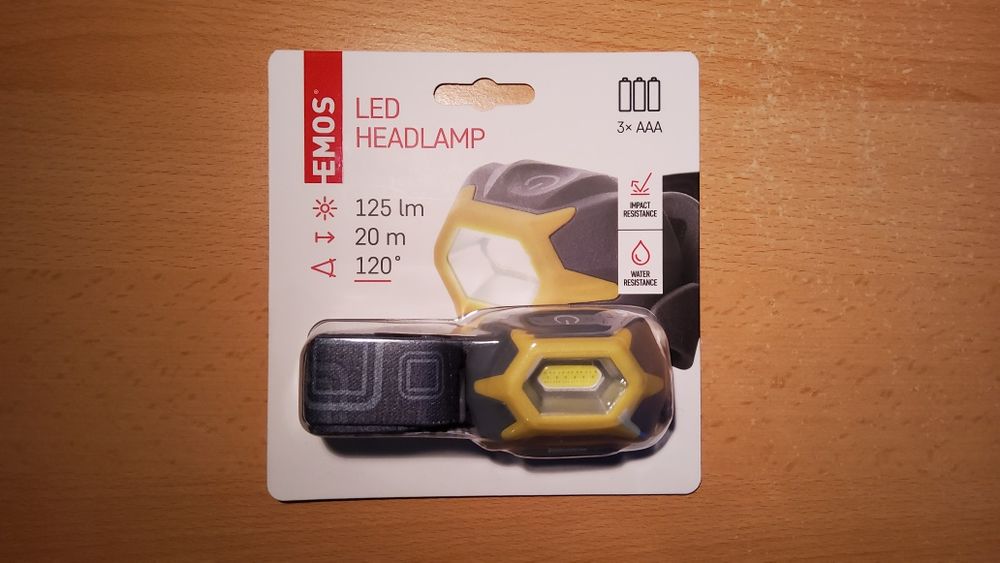 EMOS®
LED
HEADLAMP
125 lm
20 m
120°
3× AAA
IMPACT
RESISTANCE
WATER
RESISTANCE